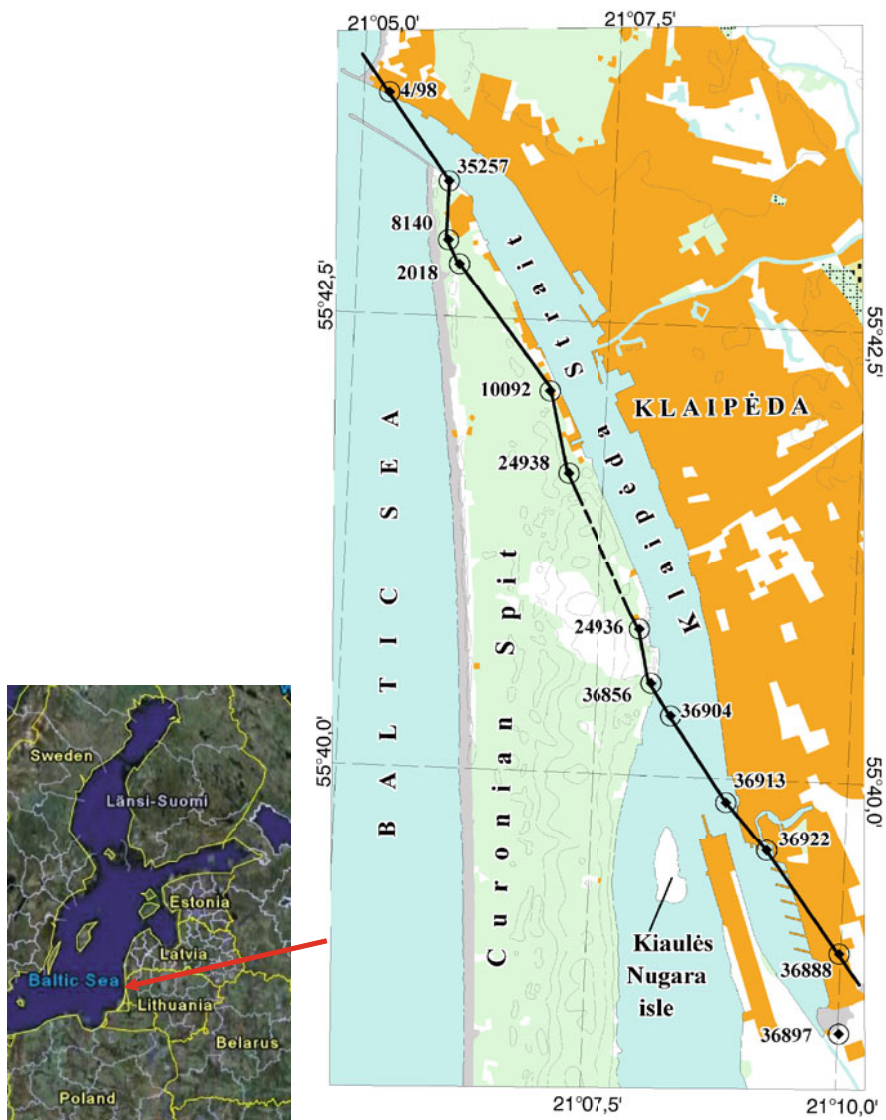 21°05,0'
21°07,5'
4/98
35257
8140
2018
55°42,5'
55°42,5'
10092
KLAIPĖDA
24938
Klaipėda Strait
BALTIC SEA
Curonian Spit
24936
36856
36904
55°40,0'
55°40,0'
36913
36922
Kiaulės
Nugara
isle
36888
36897
21°07,5'
21°10,0'
Sweden
Länsi-Suomi
Estonia
Latvia
Baltic Sea
Lithuania
Belarus
Poland